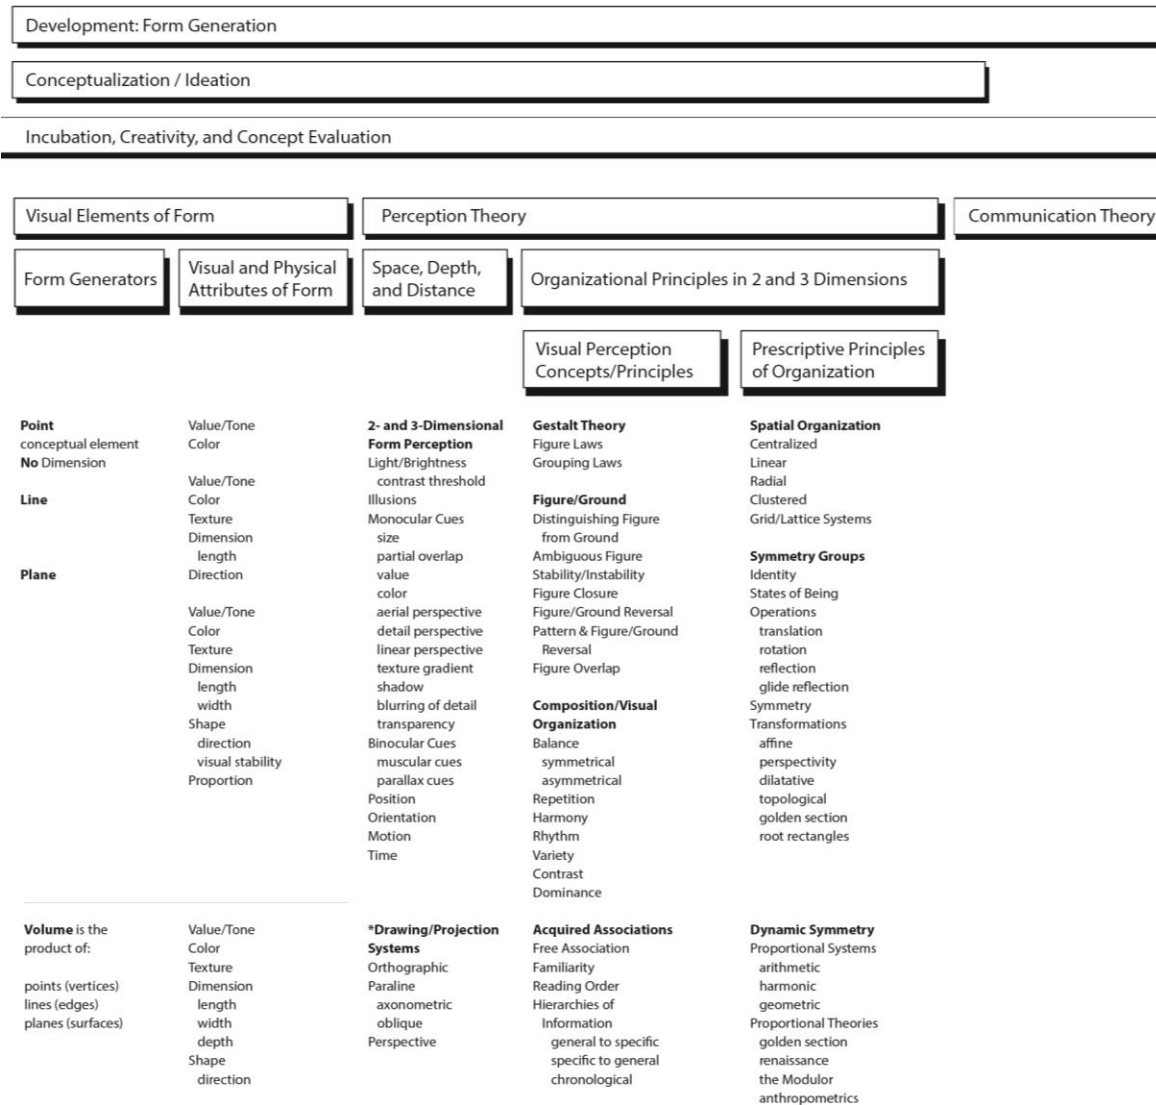 Development: Form Generation
Conceptualization / Ideation
Incubation, Creativity, and Concept Evaluation
Visual Elements of Form
Perception Theory
Communication Theory
Form Generators
Visual and Physical
Attributes of Form
Space, Depth,
and Distance
Organizational Principles in 2 and 3 Dimensions
Visual Perception
Concepts/Principles
Prescriptive Principles
of Organization
Point
conceptual element
No Dimension
Line
Plane
Value/Tone
Color
Value/Tone
Color
Texture
Dimension
length
Direction
Value/Tone
Color
Texture
Dimension
length
width
Shape
direction
visual stability
Proportion
2- and 3-Dimensional
Form Perception
Light/Brightness
contrast threshold
Illusions
Monocular Cues
size
partial overlap
value
color
aerial perspective
detail perspective
linear perspective
texture gradient
shadow
blurring of detail
transparency
Binocular Cues
muscular cues
parallax cues
Position
Orientation
Motion
Time
Gestalt Theory
Figure Laws
Grouping Laws
Figure/Ground
Distinguishing Figure
from Ground
Ambiguous Figure
Stability/Instability
Figure Closure
Figure/Ground Reversal
Pattern & Figure/Ground
Reversal
Figure Overlap
Composition/Visual
Organization
Balance
symmetrical
asymmetrical
Repetition
Harmony
Rhythm
Variety
Contrast
Dominance
Spatial Organization
Centralized
Linear
Radial
Clustered
Grid/Lattice Systems
Symmetry Groups
Identity
States of Being
Operations
translation
rotation
reflection
glide reflection
Symmetry
Transformations
affine
perspectivity
dilatative
topological
golden section
root rectangles
Volume is the
product of:
points (vertices)
lines (edges)
planes (surfaces)
Value/Tone
Color
Texture
Dimension
length
width
depth
Shape
direction
*Drawing/Projection
Systems
Orthographic
Paraline
axonometric
oblique
Perspective
Acquired Associations
Free Association
Familiarity
Reading Order
Hierarchies of
Information
general to specific
specific to general
chronological
Dynamic Symmetry
Proportional Systems
arithmetic
harmonic
geometric
Proportional Theories
golden section
renaissance
the Modulor
anthropometrics